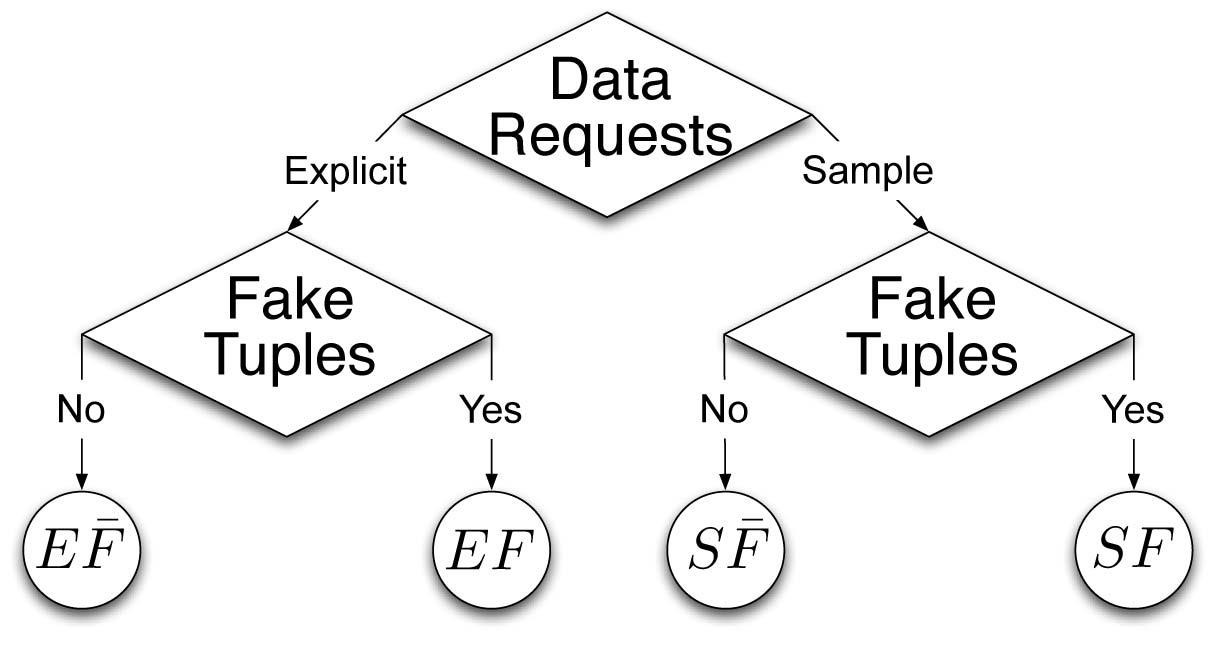 Data
Requests
Explicit
Sample
Fake
Tuples
Fake
Tuples
No
Yes
No
Yes
EF̄
EF
SF̄
SF